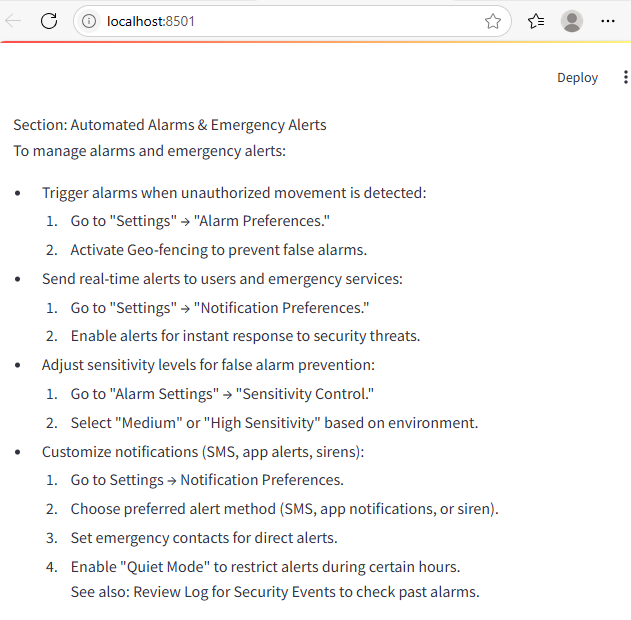 localhost:8501
Deploy
Section: Automated Alarms & Emergency Alerts
To manage alarms and emergency alerts:
• Trigger alarms when unauthorized movement is detected:
1. Go to "Settings" → "Alarm Preferences."
2. Activate Geo-fencing to prevent false alarms.
• Send real-time alerts to users and emergency services:
1. Go to "Settings" → "Notification Preferences."
2. Enable alerts for instant response to security threats.
• Adjust sensitivity levels for false alarm prevention:
1. Go to "Alarm Settings" → "Sensitivity Control."
2. Select "Medium" or "High Sensitivity" based on environment.
• Customize notifications (SMS, app alerts, sirens):
1. Go to Settings → Notification Preferences.
2. Choose preferred alert method (SMS, app notifications, or siren).
3. Set emergency contacts for direct alerts.
4. Enable "Quiet Mode" to restrict alerts during certain hours.
See also: Review Log for Security Events to check past alarms.